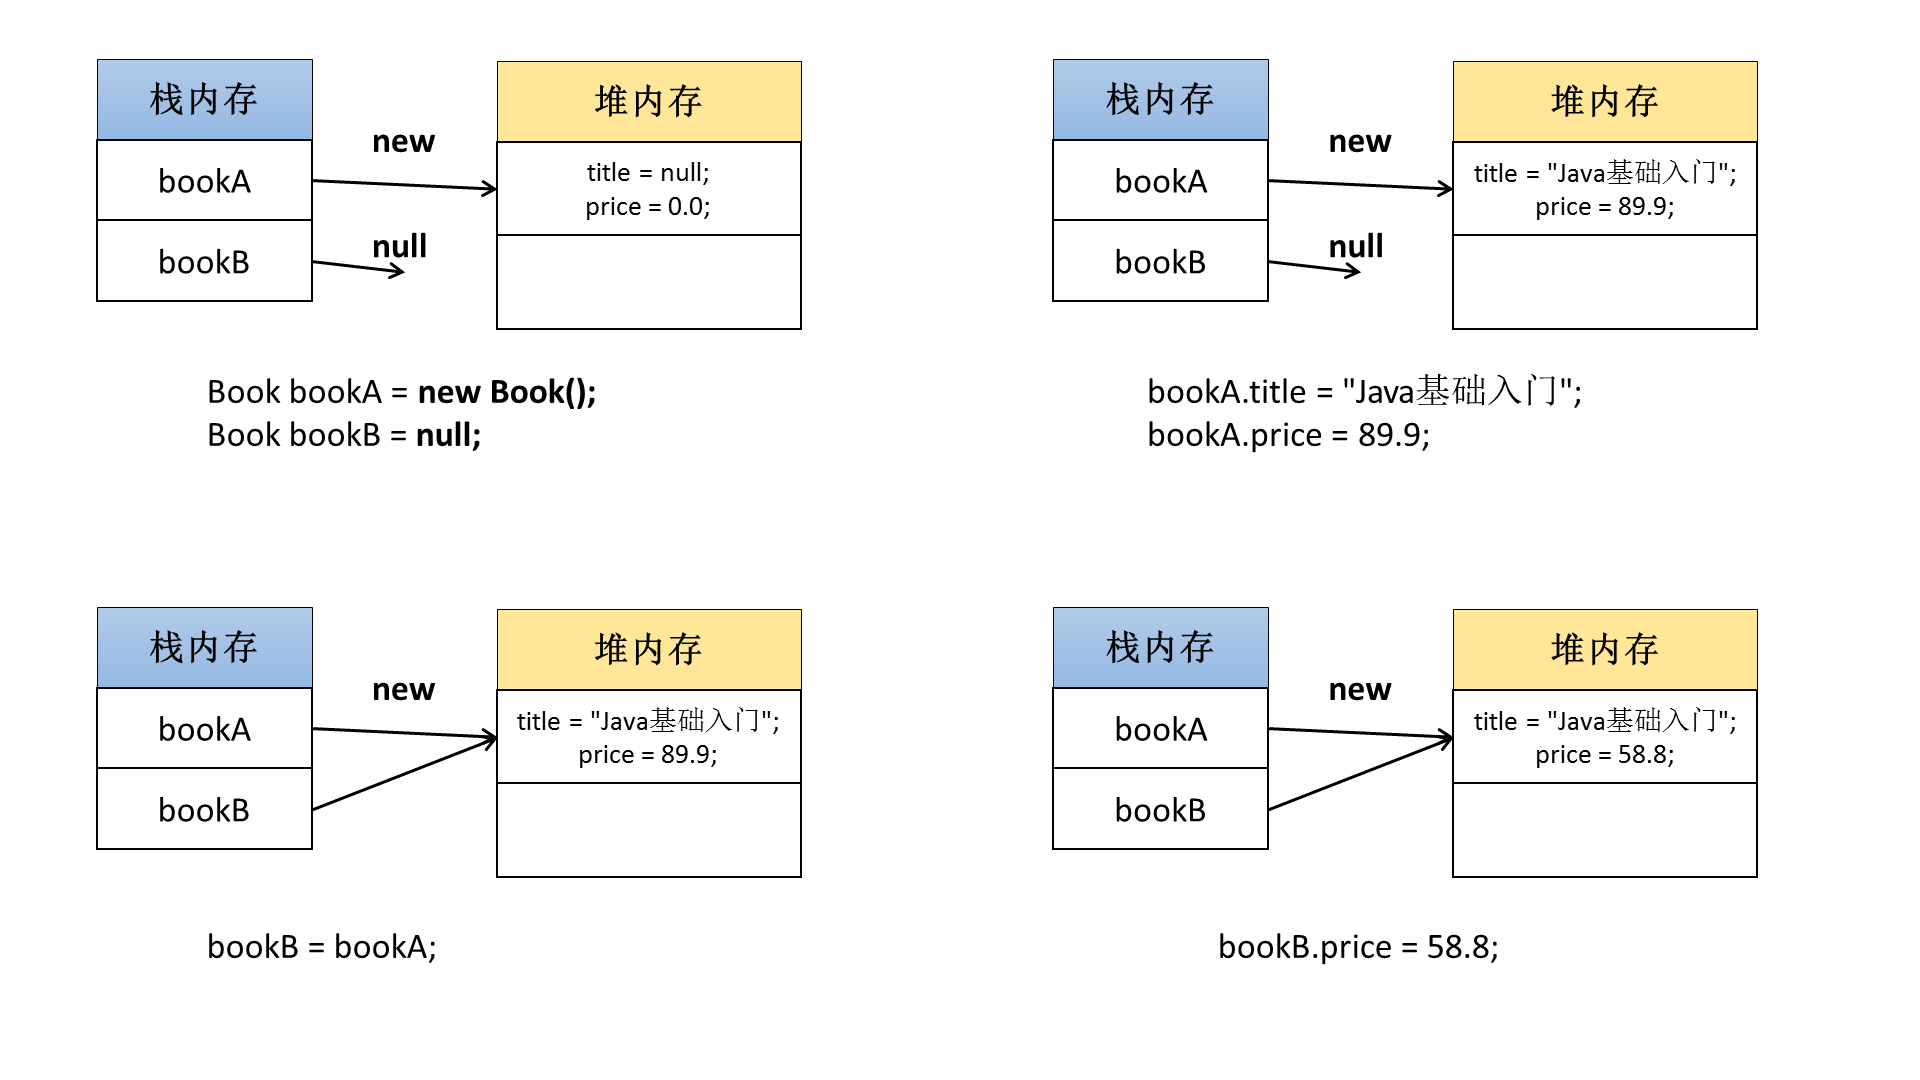 栈内存
堆内存
new
bookA
title = null;
price = 0.0;
null
bookB
Book bookA = new Book();
Book bookB = null;
栈内存
堆内存
new
bookA
title = "Java基础入门";
price = 89.9;
null
bookB
bookA.title = "Java基础入门";
bookA.price = 89.9;
栈内存
堆内存
new
bookA
title = "Java基础入门";
price = 89.9;
bookB
bookB = bookA;
栈内存
堆内存
new
bookA
title = "Java基础入门";
price = 58.8;
bookB
bookB.price = 58.8;